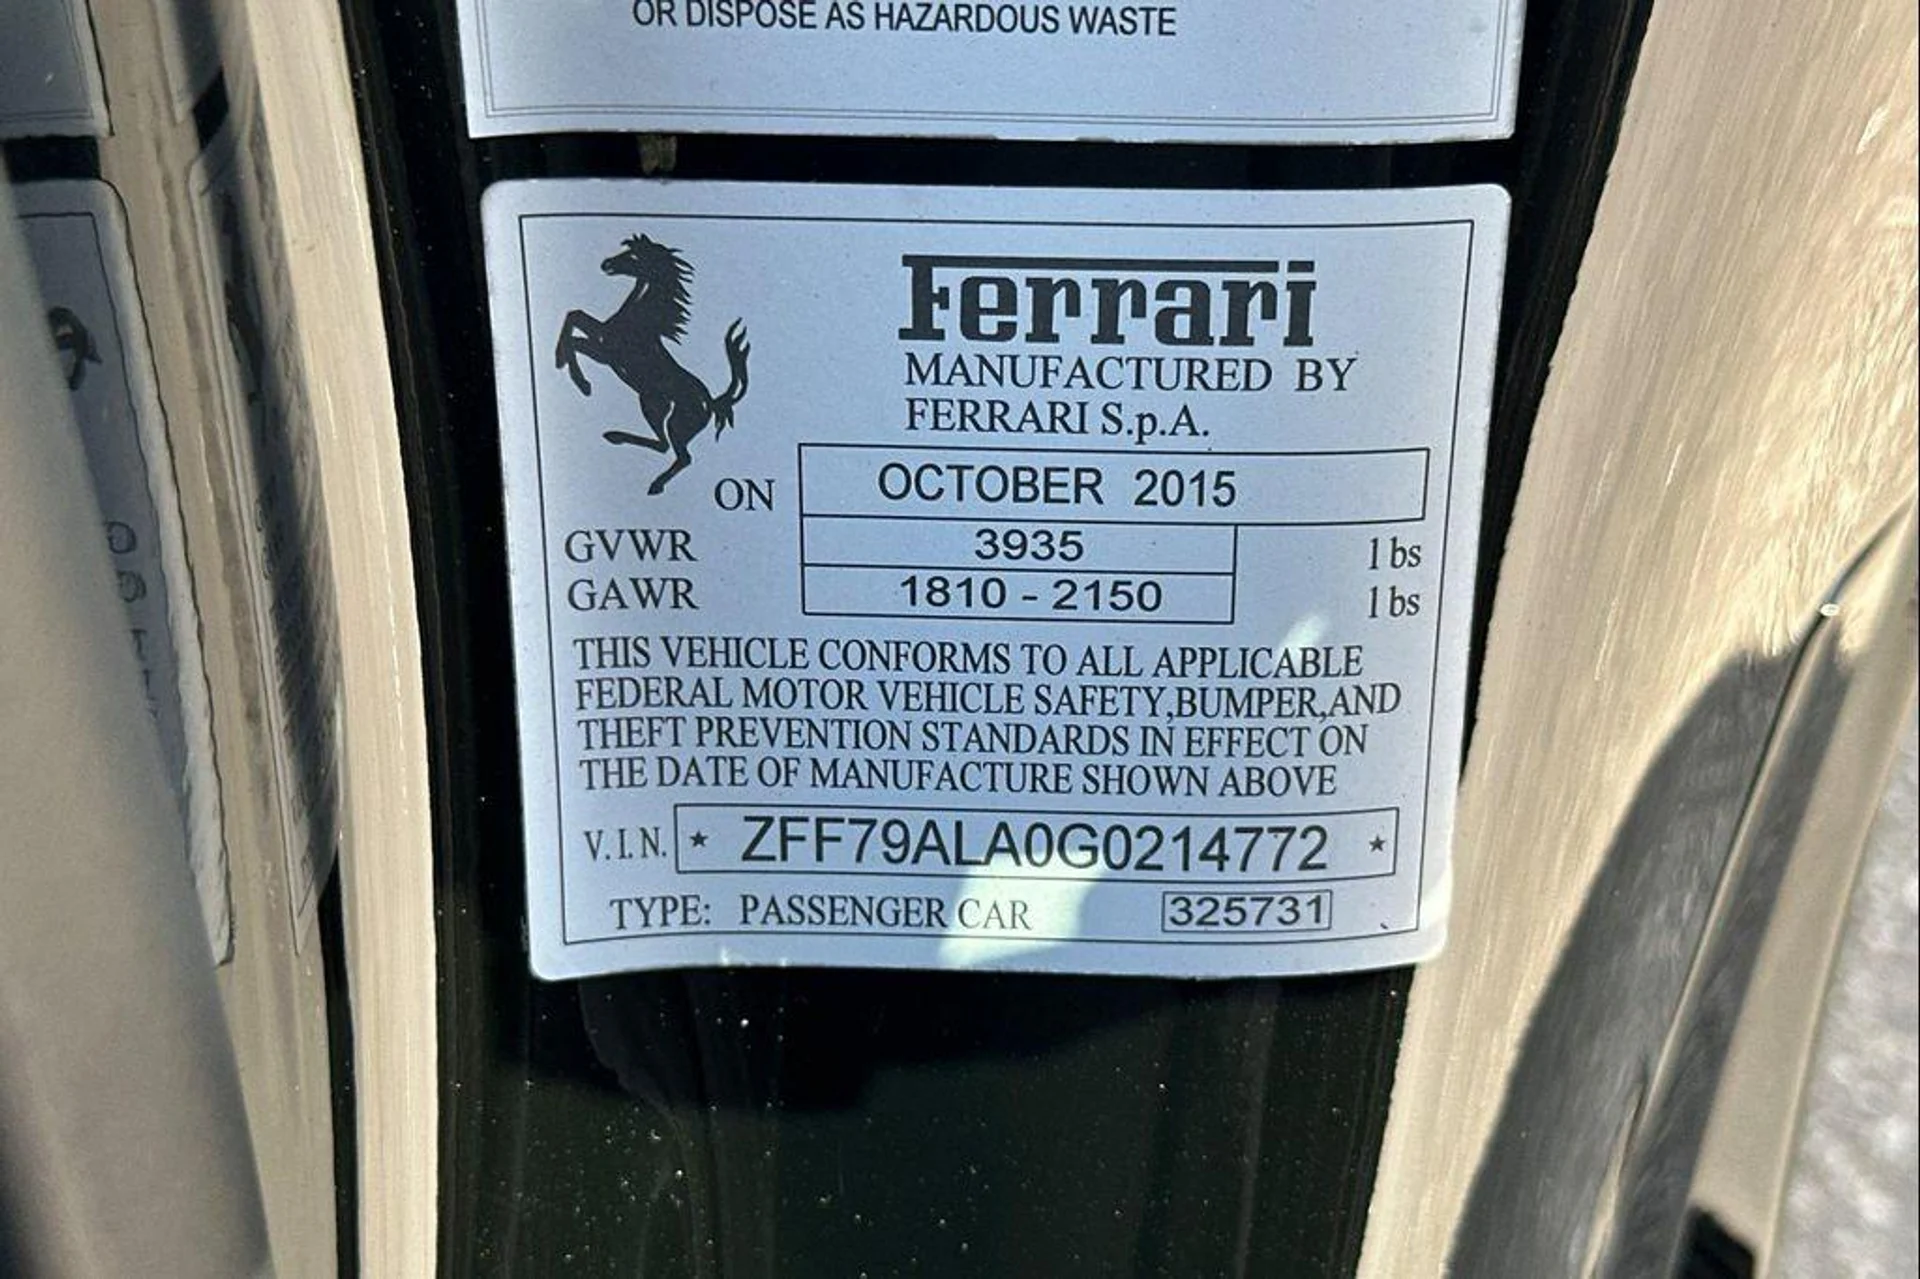 OR DISPOSE AS HAZARDOUS WASTE
Ferrari
MANUFACTURED BY
FERRARI S.p.A.
ON OCTOBER 2015
GVWR 3935 lbs
GAWR 1810 - 2150 lbs
THIS VEHICLE CONFORMS TO ALL APPLICABLE
FEDERAL MOTOR VEHICLE SAFETY,BUMPER,AND
THEFT PREVENTION STANDARDS IN EFFECT ON
THE DATE OF MANUFACTURE SHOWN ABOVE
V.I.N. * ZFF79ALA0G0214772 *
TYPE: PASSENGER CAR 325731